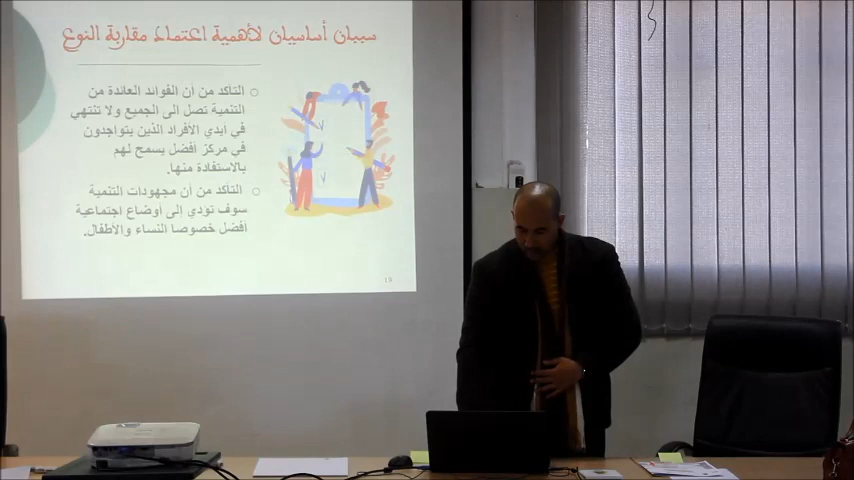 سببان أساسيان لأهمية اعتماد مقاربة النوع
التأكد من أن الفوائد العائدة من
التنمية تصل الى الجميع ولا تنتهي
في أيدي الافراد الذين يتواجدون
في مركز أفضل يسمح لهم
بالاستفادة منها.
التأكد من أن مجهودات التنمية
سوف تؤدي إلى أوضاع اجتماعية
أفضل خصوصا النساء والأطفال.
19